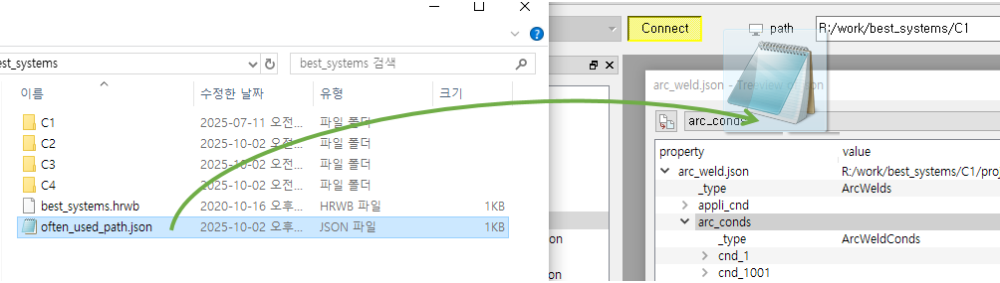 est_systems
best_systems 검색
이름
수정한 날짜
유형
크기
C1
2025-07-11 오전...
파일 폴더
C2
2025-10-02 오전...
파일 폴더
C3
2025-10-02 오전...
파일 폴더
C4
2025-10-02 오전...
파일 폴더
best_systems.hrwb
2020-10-16 오후...
HRWB 파일
1KB
often_used_path.json
2025-10-02 오후...
JSON 파일
1KB
Connect
path
R:/work/best_systems/C1
arc_weld.json - Treeview
arc_conds
property
value
arc_weld.json
R:/work/best_systems/C1/proj
_type
ArcWelds
appli_cnd
arc_conds
_type
ArcWeldConds
cnd_1
cnd_1001